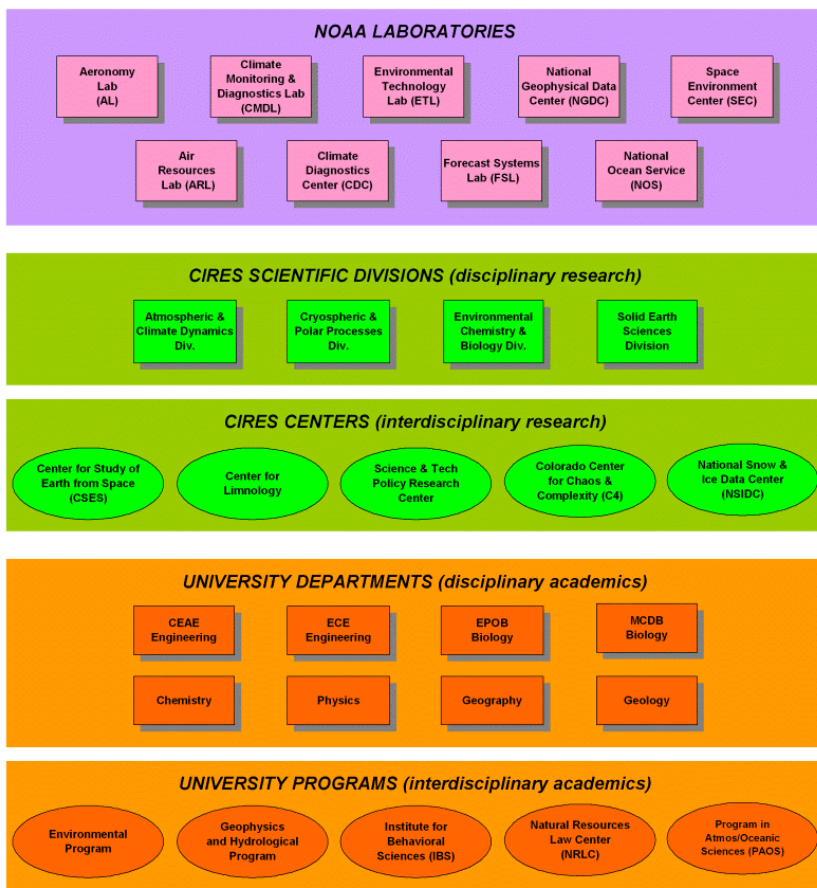 NOAA LABORATORIES
Aeronomy
Lab
(AL)
Climate
Monitoring &
Diagnostics Lab
(CMDL)
Environmental
Technology
Lab (ETL)
National
Geophysical Data
Center (NGDC)
Space
Environment
Center (SEC)
Air
Resources
Lab (ARL)
Climate
Diagnostics
Center (CDC)
Forecast Systems
Lab (FSL)
National
Ocean Service
(NOS)
CIRES SCIENTIFIC DIVISIONS (disciplinary research)
Atmospheric &
Climate Dynamics
Div.
Cryospheric &
Polar Processes
Div.
Environmental
Chemistry &
Biology Div.
Solid Earth
Sciences
Division
CIRES CENTERS (interdisciplinary research)
Center for Study of
Earth from Space
(CSES)
Center for
Limnology
Science & Tech
Policy Research
Center
Colorado Center
for Chaos &
Complexity (C4)
National Snow &
Ice Data Center
(NSIDC)
UNIVERSITY DEPARTMENTS (disciplinary academics)
CEAE
Engineering
ECE
Engineering
EPOB
Biology
MCDB
Biology
Chemistry
Physics
Geography
Geology
UNIVERSITY PROGRAMS (interdisciplinary academics)
Environmental
Program
Geophysics
and Hydrological
Program
Institute for
Behavioral
Sciences (IBS)
Natural Resources
Law Center
(NRLC)
Program in
Atmos/Oceanic
Sciences (PAOS)